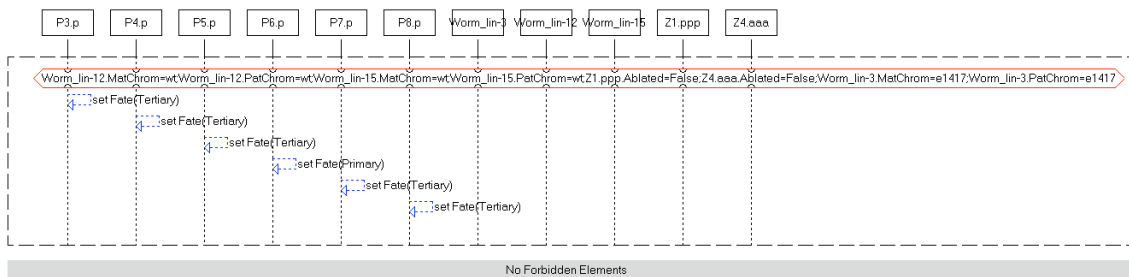 P3.p P4.p P5.p P6.p P7.p P8.p Worm_lin-3 Worm_lin-12 Worm_lin-15 Z1.ppp Z4.aaa
Worm_lin-12.MatChrom=wt;Worm_lin-12.PatChrom=wt;Worm_lin-15.MatChrom=wt;Worm_lin-15.PatChrom=wt;Z1.ppp.Ablated=False;Z4.aaa.Ablated=False;Worm_lin-3.MatChrom=e1417;Worm_lin-3.PatChrom=e1417
set Fate(Tertiary)
set Fate(Tertiary)
set Fate(Tertiary)
set Fate(Primary)
set Fate(Tertiary)
set Fate(Tertiary)
No Forbidden Elements